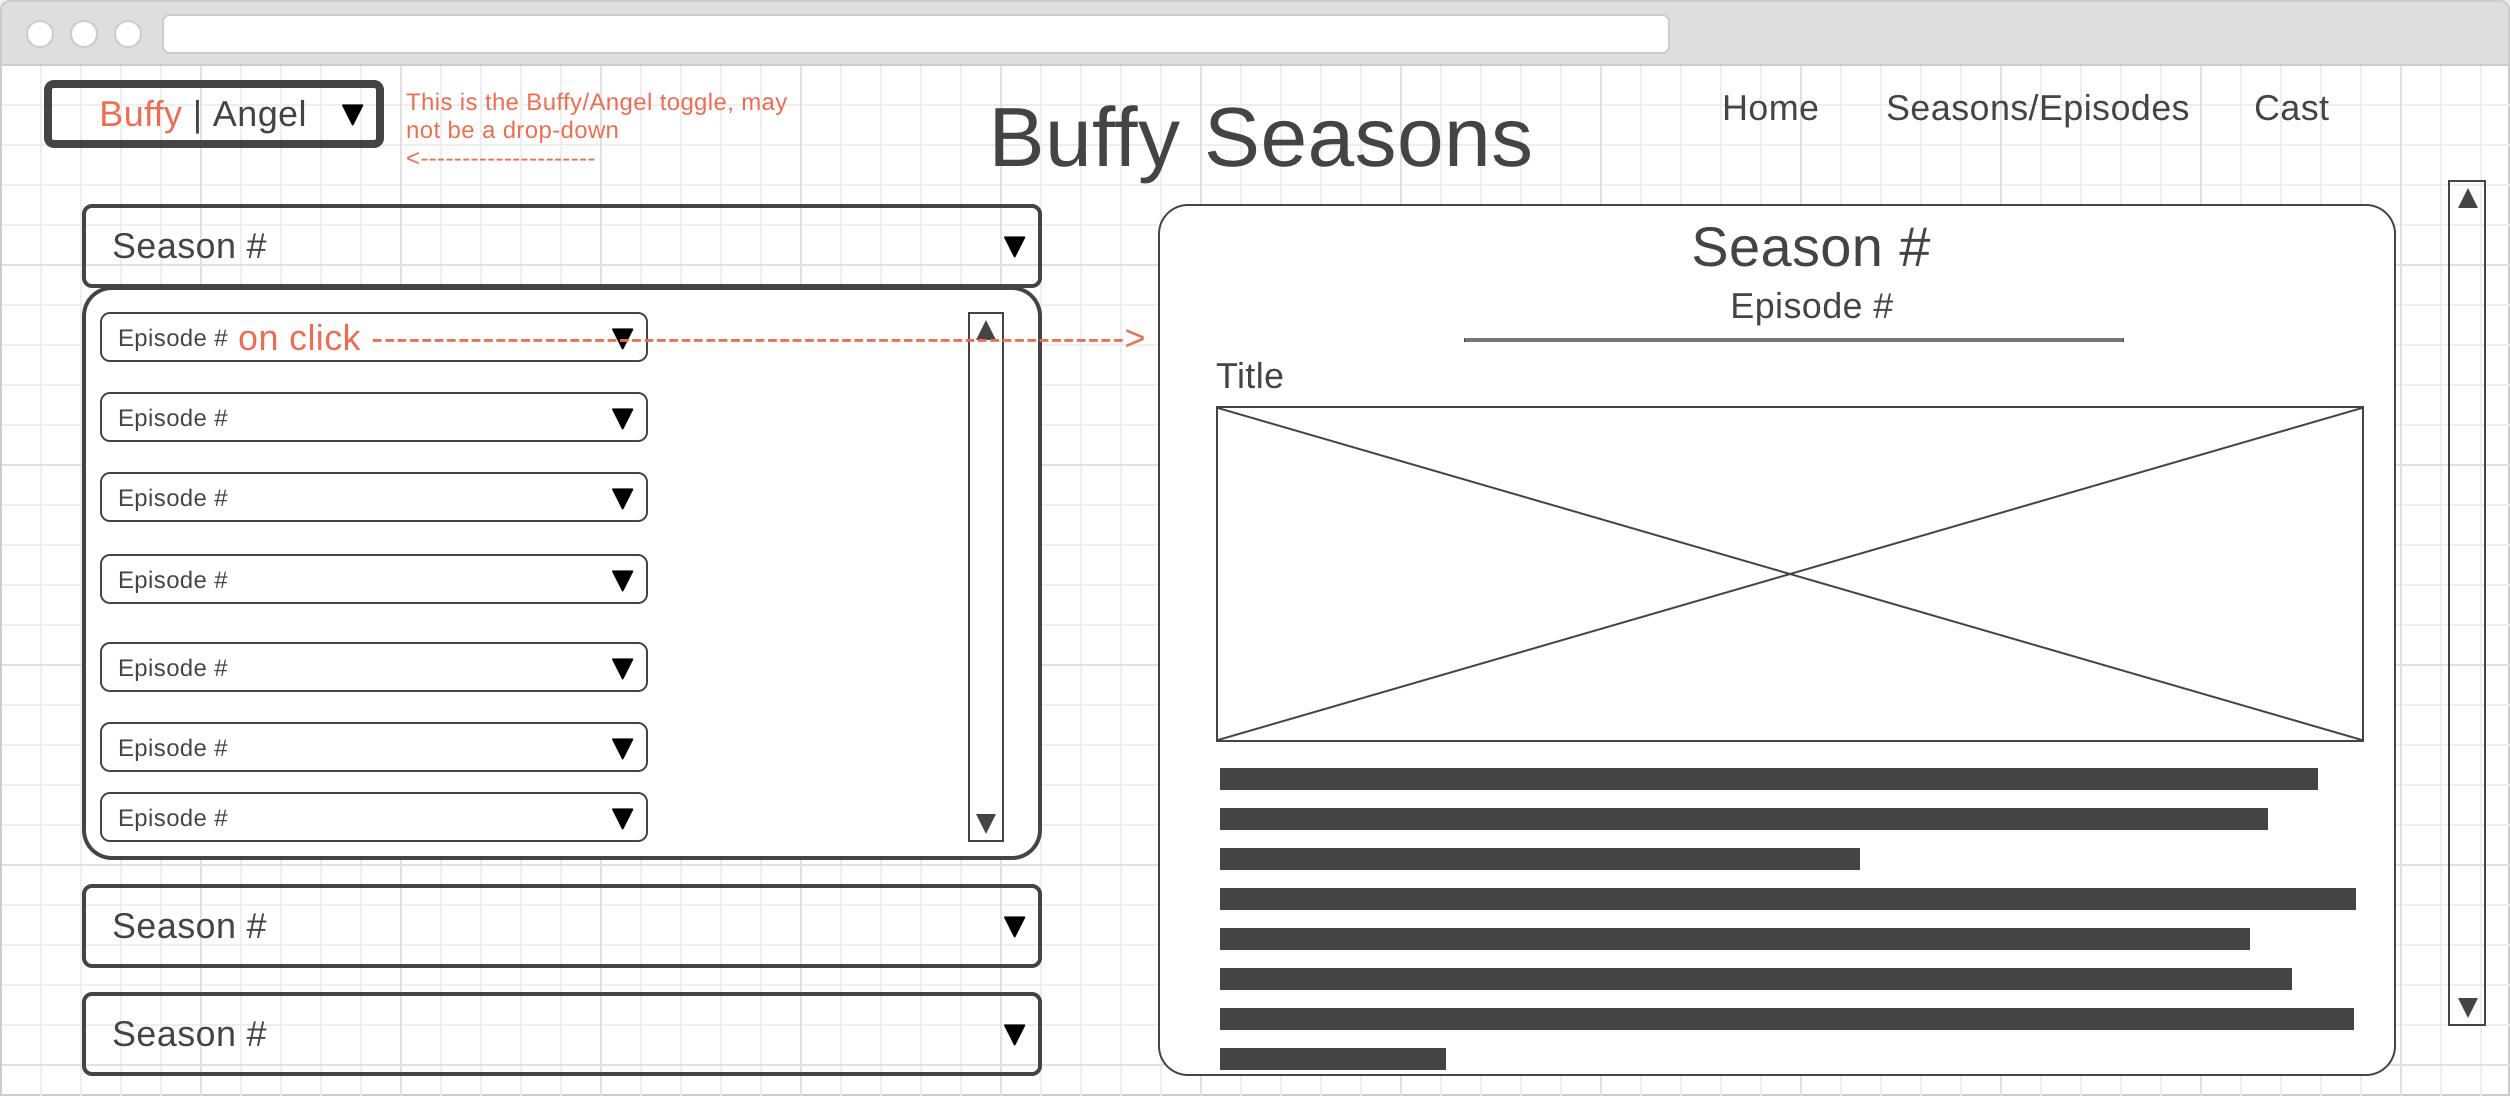 Buffy | Angel
This is the Buffy/Angel toggle, may
not be a drop-down
<---------------------
Buffy Seasons
Home
Seasons/Episodes
Cast
Season #
Episode # on click ------------------------------------------------------------>
Episode #
Episode #
Episode #
Episode #
Episode #
Episode #
Season #
Season #
Season #
Episode #
Title